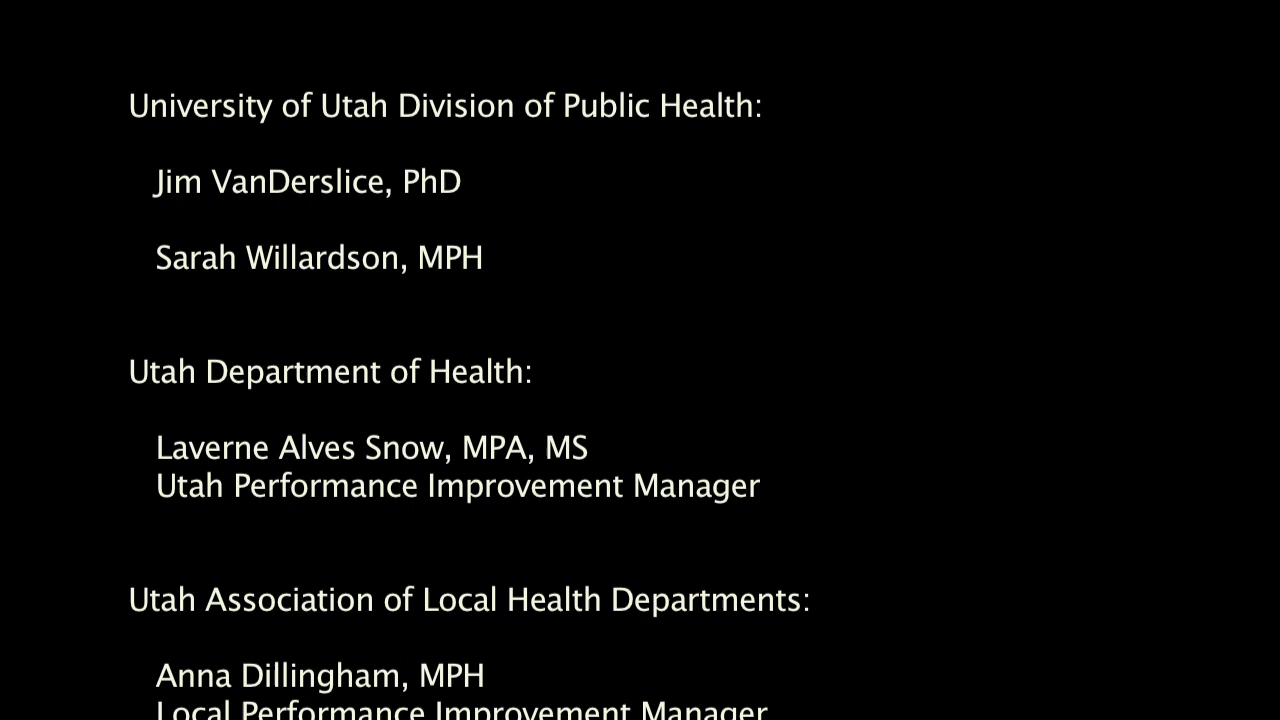 University of Utah Division of Public Health:
Jim VanDerslice, PhD
Sarah Willardson, MPH
Utah Department of Health:
Laverne Alves Snow, MPA, MS
Utah Performance Improvement Manager
Utah Association of Local Health Departments:
Anna Dillingham, MPH
Local Performance Improvement Manager